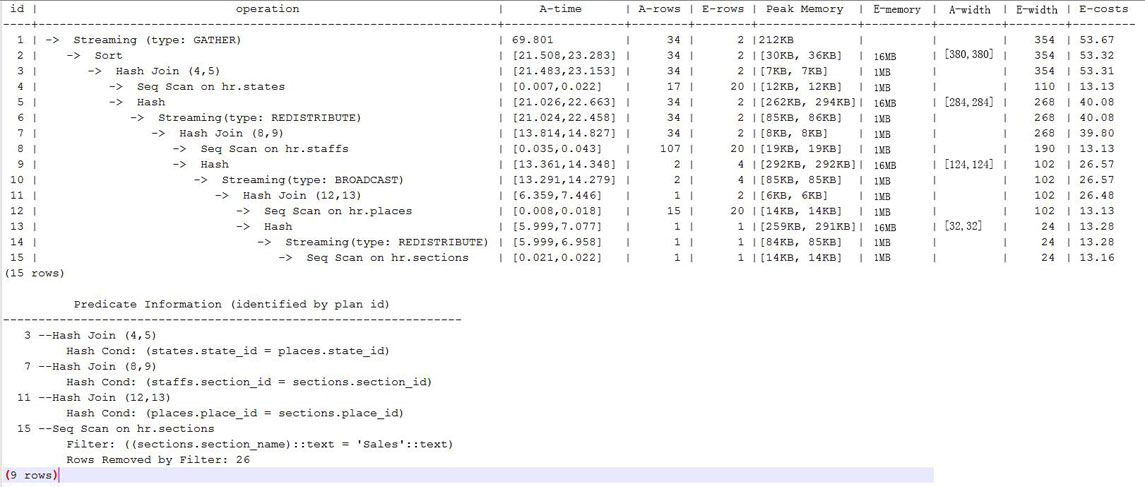 id |                  operation                   |     A-time      | A-rows | E-rows | Peak Memory  | E-memory | A-width | E-width | E-costs
----+----------------------------------------------+-----------------+--------+--------+--------------+----------+---------+---------+---------
1 | -> Streaming (type: GATHER) | 69.801 | 34 | 2 |212KB | | | 354 | 53.67
2 | -> Sort | [21.508,23.283] | 34 | 2 |[30KB, 36KB] | 16MB | [380,380] | 354 | 53.32
3 | -> Hash Join (4,5) | [21.483,23.153] | 34 | 2 |[7KB, 7KB] | 1MB | | 354 | 53.31
4 | -> Seq Scan on hr.states | [0.007,0.022] | 17 | 20 |[12KB, 12KB] | 1MB | | 110 | 13.13
5 | -> Hash | [21.026,22.663] | 34 | 2 |[262KB, 294KB]| 16MB | [284,284] | 268 | 40.08
6 | -> Streaming(type: REDISTRIBUTE) | [21.024,22.458] | 34 | 2 |[85KB, 86KB] | 1MB | | 268 | 40.08
7 | -> Hash Join (8,9) | [13.814,14.827] | 34 | 2 |[8KB, 8KB] | 1MB | | 268 | 39.80
8 | -> Seq Scan on hr.staffs | [0.035,0.043] | 107 | 20 |[19KB, 19KB] | 1MB | | 190 | 13.13
9 | -> Hash | [13.361,14.348] | 2 | 4 |[292KB, 292KB]| 16MB | [124,124] | 102 | 26.57
10 | -> Streaming(type: BROADCAST) | [13.291,14.279] | 2 | 4 |[85KB, 85KB] | 1MB | | 102 | 26.57
11 | -> Hash Join (12,13) | [6.359,7.446] | 1 | 2 |[6KB, 6KB] | 1MB | | 102 | 26.48
12 | -> Seq Scan on hr.places | [0.008,0.018] | 15 | 20 |[14KB, 14KB] | 1MB | | 102 | 13.13
13 | -> Hash | [5.999,7.077] | 1 | 1 |[259KB, 291KB]| 16MB | [32,32] | 24 | 13.28
14 | -> Streaming(type: REDISTRIBUTE) | [5.999,6.958] | 1 | 1 |[84KB, 85KB] | 1MB | | 24 | 13.28
15 | -> Seq Scan on hr.sections | [0.021,0.022] | 1 | 1 |[14KB, 14KB] | 1MB | | 24 | 13.16
(15 rows)
Predicate Information (identified by plan id)
-----------------------------------------------------------------
3 --Hash Join (4,5)
Hash Cond: (states.state_id = places.state_id)
7 --Hash Join (8,9)
Hash Cond: (staffs.section_id = sections.section_id)
11 --Hash Join (12,13)
Hash Cond: (places.place_id = sections.place_id)
15 --Seq Scan on hr.sections
Filter: ((sections.section_name)::text = 'Sales'::text)
Rows Removed by Filter: 26
(9 rows)